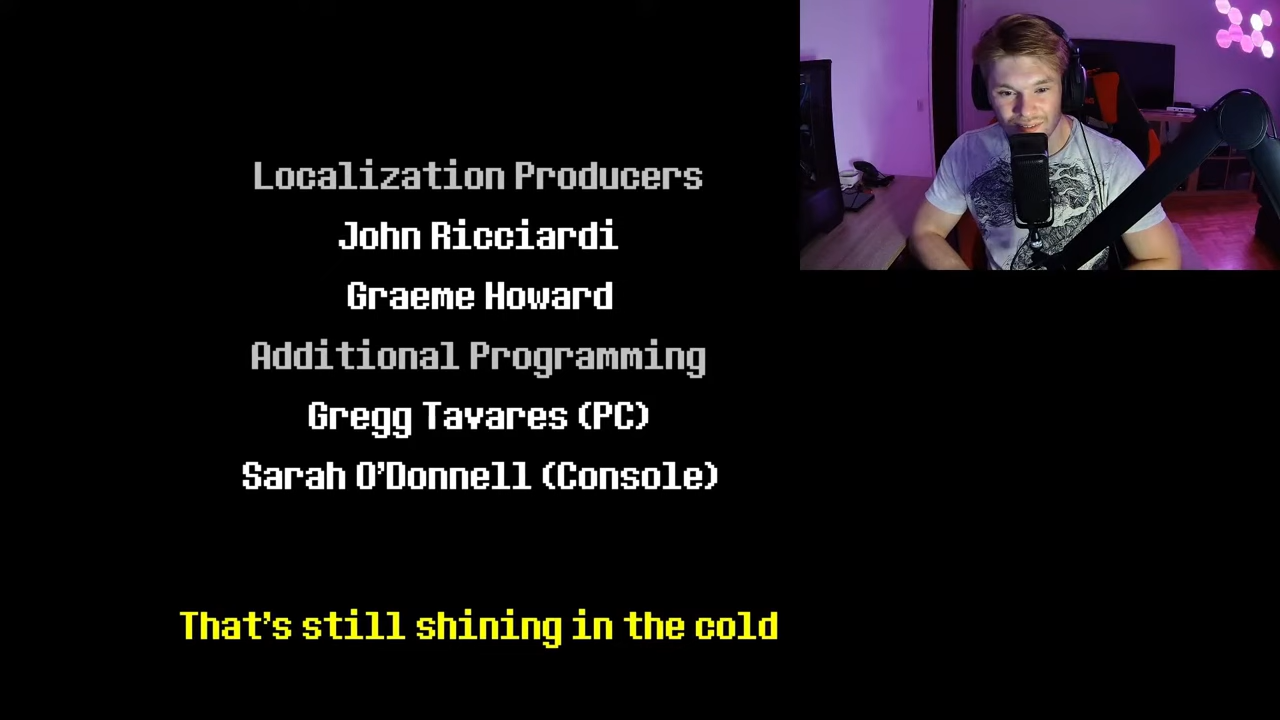 Localization Producers
John Ricciardi
Graeme Howard
Additional Programming
Gregg Tavares (PC)
Sarah O'Donnell (Console)
That's still shining in the cold